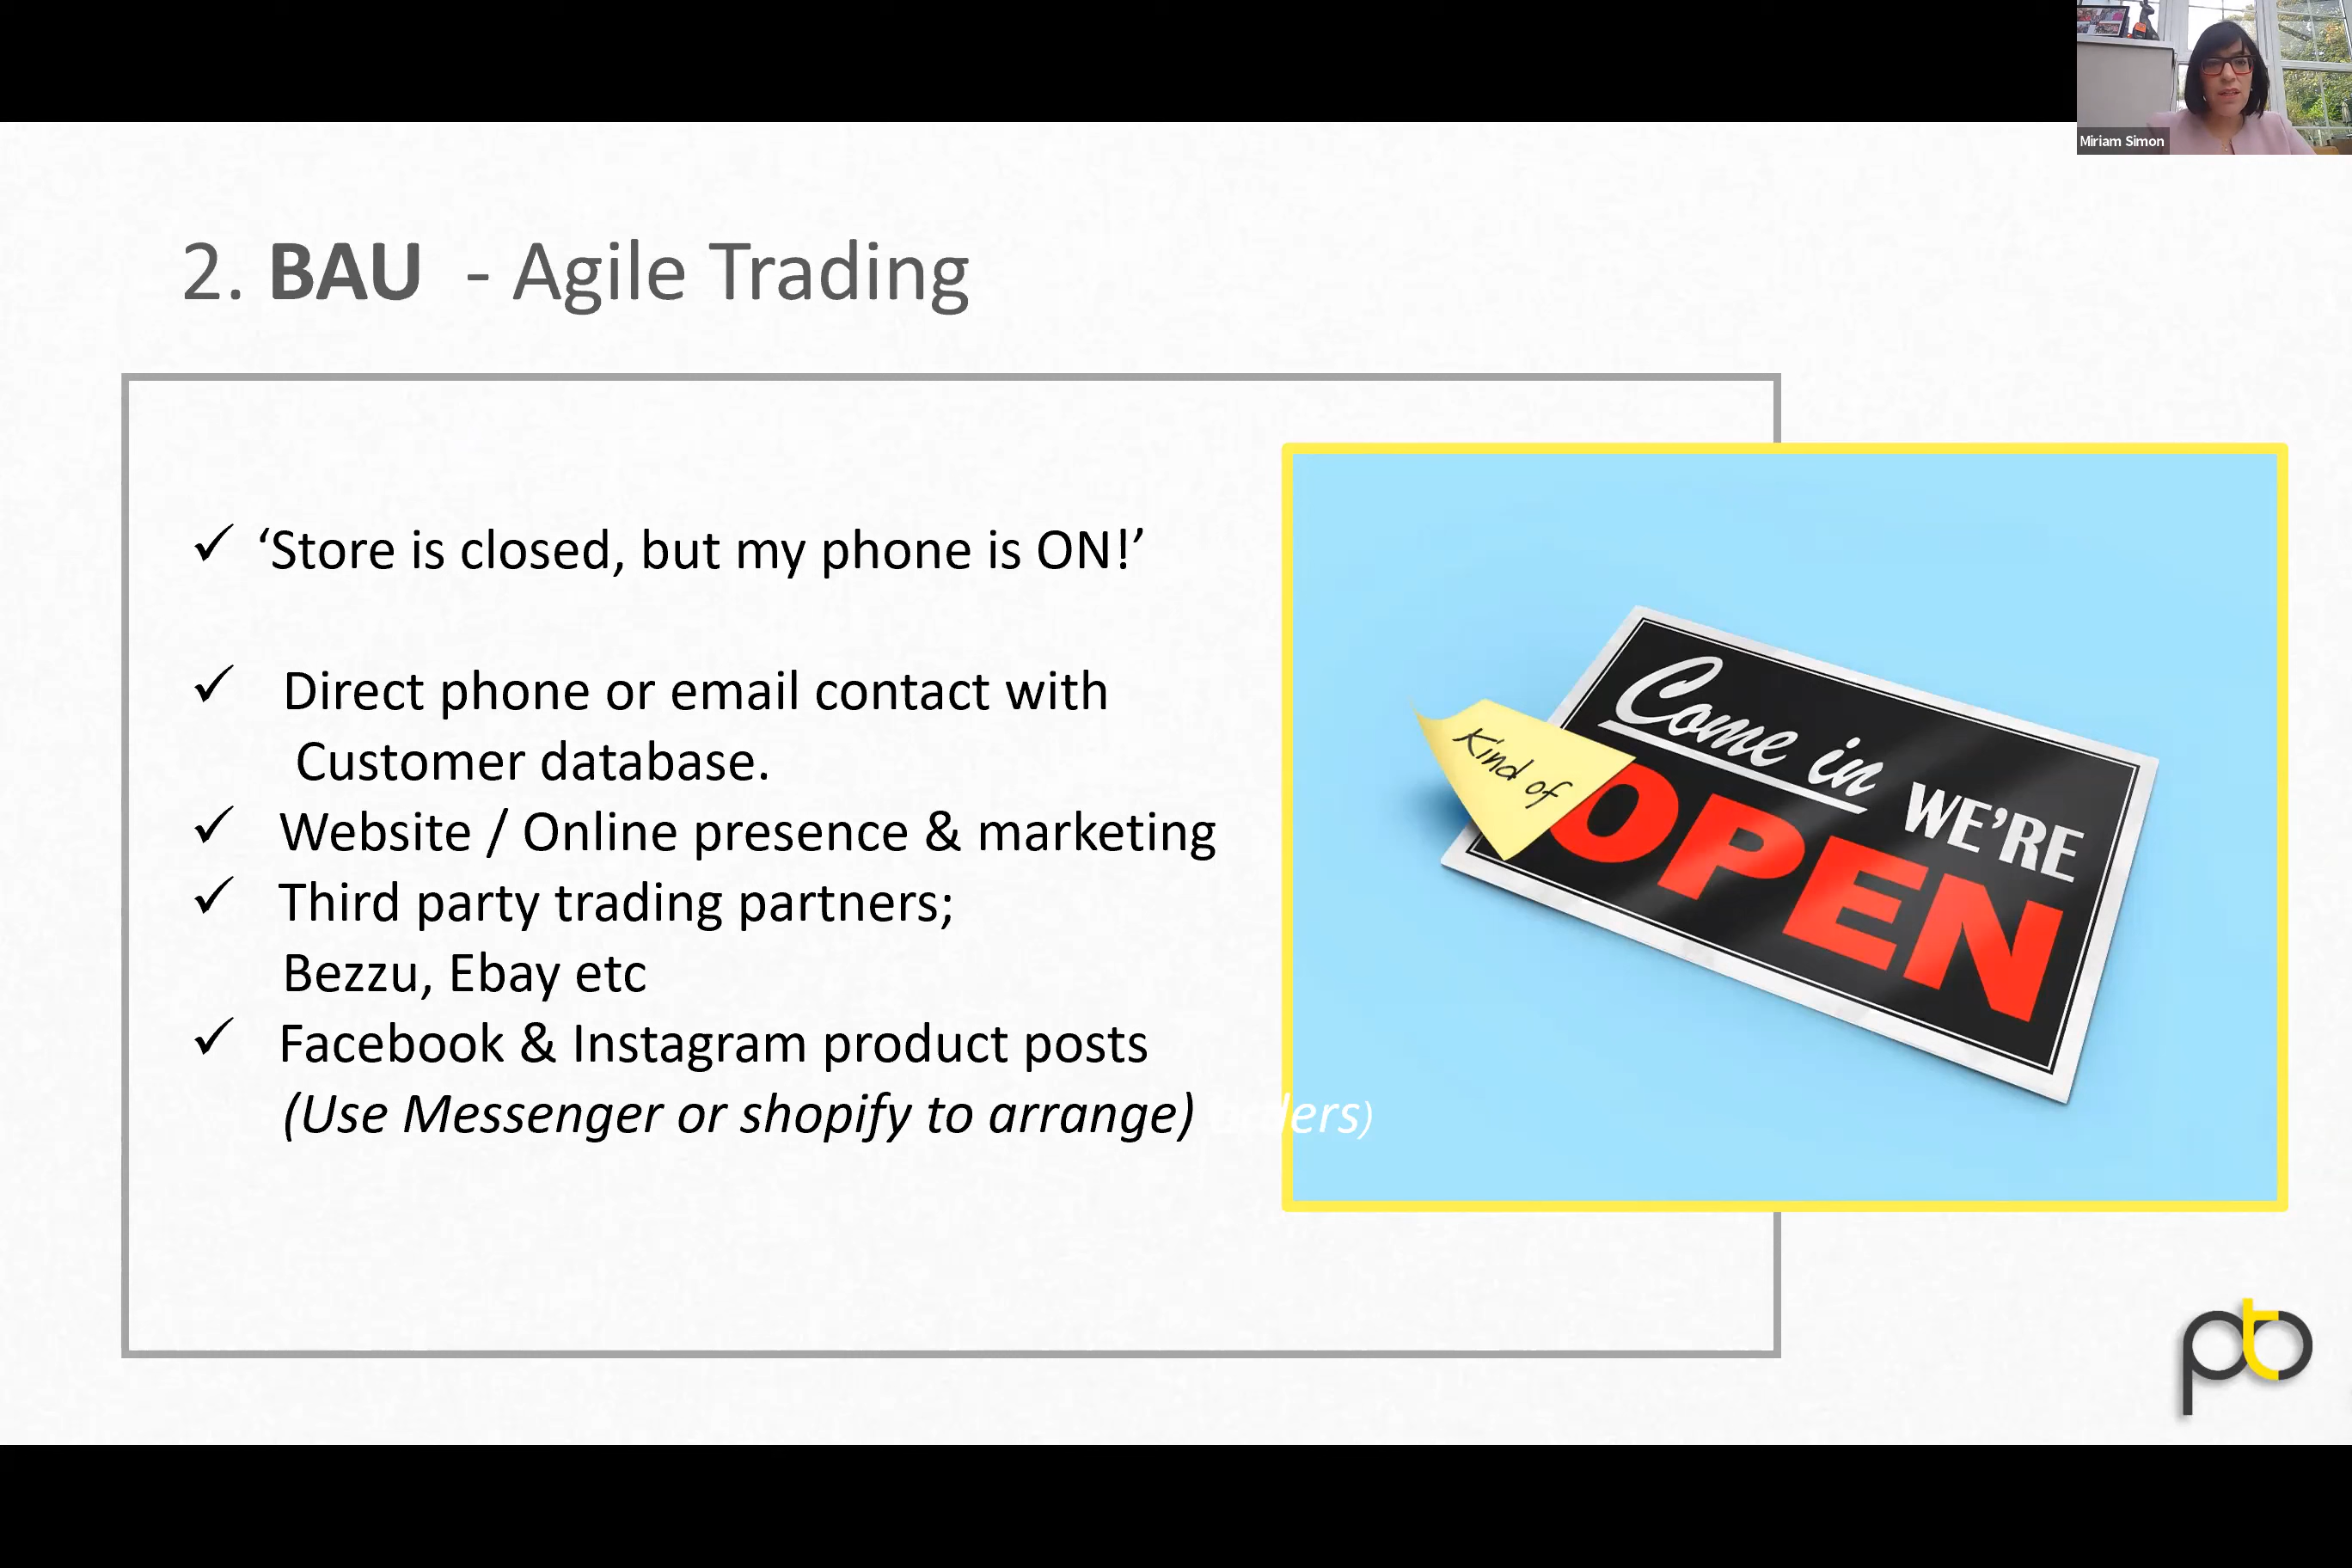 Miriam Simon
2. BAU - Agile Trading
✓ ‘Store is closed, but my phone is ON!’
✓ Direct phone or email contact with
Customer database.
✓ Website / Online presence & marketing
✓ Third party trading partners;
Bezzu, Ebay etc
✓ Facebook & Instagram product posts
(Use Messenger or shopify to arrange) orders)
Come in WE’RE
Kind of
OPEN
ptb